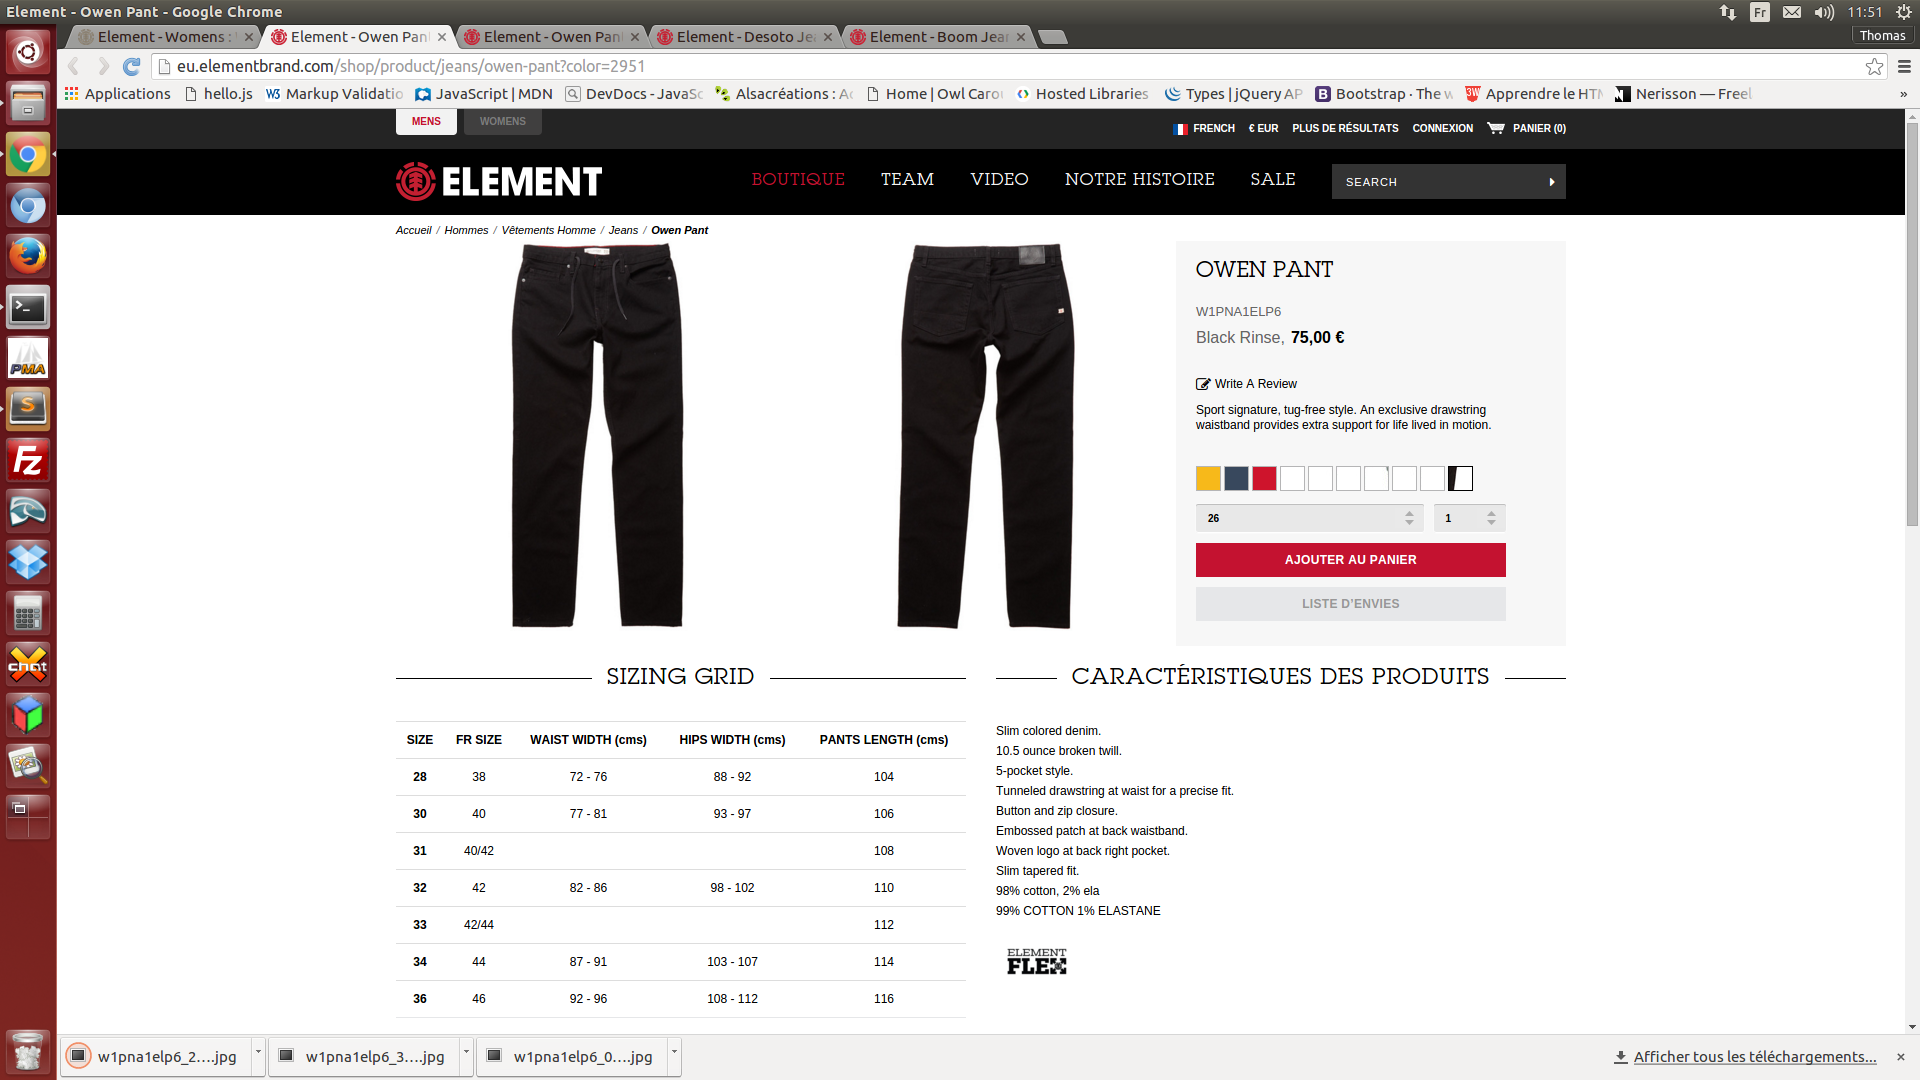 Element - Owen Pant - Google Chrome
Fr
11:51
Element - Womens :
Element - Owen Pan
Element - Owen Pan
Element - Desoto Je
Element - Boom Jea
Thomas
eu.elementbrand.com/shop/product/jeans/owen-pant?color=2951
Applications
hello.js
Markup Validatio
JavaScript | MDN
DevDocs - JavaSc
Alsacréations : Ac
Home | Owl Carou
Hosted Libraries
Types | jQuery AP
Bootstrap · The w
Apprendre le HTM
Nerisson — Freel
»
MENS
WOMENS
FRENCH
€ EUR
PLUS DE RÉSULTATS
CONNEXION
PANIER (0)
ELEMENT
BOUTIQUE
TEAM
VIDEO
NOTRE HISTOIRE
SALE
SEARCH
Accueil / Hommes / Vêtements Homme / Jeans / Owen Pant
OWEN PANT
W1PNA1ELP6
Black Rinse, 75,00 €
Write A Review
Sport signature, tug-free style. An exclusive drawstring
waistband provides extra support for life lived in motion.
26
1
AJOUTER AU PANIER
LISTE D'ENVIES
SIZING GRID
SIZE FR SIZE WAIST WIDTH (cms) HIPS WIDTH (cms) PANTS LENGTH (cms)
28 38 72 - 76 88 - 92 104
30 40 77 - 81 93 - 97 106
31 40/42 108
32 42 82 - 86 98 - 102 110
33 42/44 112
34 44 87 - 91 103 - 107 114
36 46 92 - 96 108 - 112 116
CARACTÉRISTIQUES DES PRODUITS
Slim colored denim.
10.5 ounce broken twill.
5-pocket style.
Tunneled drawstring at waist for a precise fit.
Button and zip closure.
Embossed patch at back waistband.
Woven logo at back right pocket.
Slim tapered fit.
98% cotton, 2% ela
99% COTTON 1% ELASTANE
ELEMENT
FLEX
PMA
S
Fz
X
chat
w1pna1elp6_2....jpg
w1pna1elp6_3....jpg
w1pna1elp6_0....jpg
Afficher tous les téléchargements...